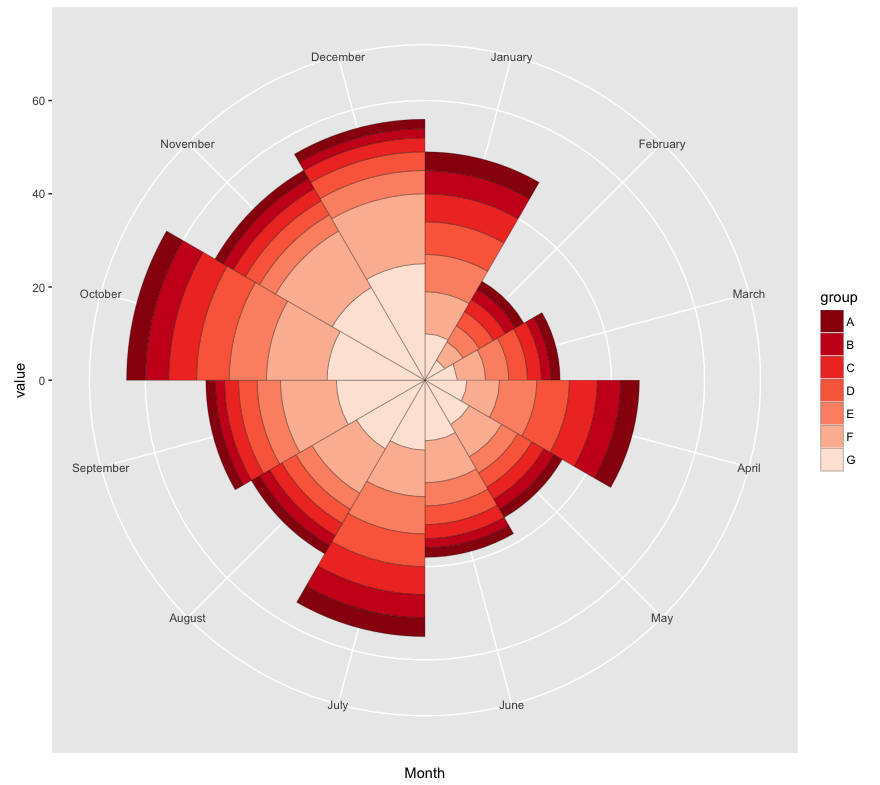 December
January
60
November
February
40
20
October
March
0
value
September
April
August
May
July
June
Month
group
A
B
C
D
E
F
G